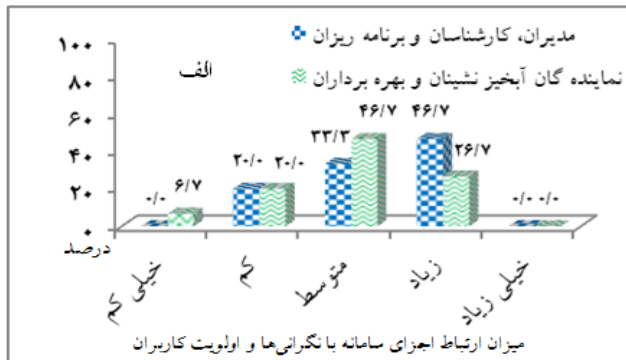 مدیران، کارشناسان و برنامه ریزان
نماینده گان آبخیز نشینان و بهره برداران
الف
۱۰۰
۸۰
۶۰
۴۰
۲۰
۰
درصد
۰/۰ ۶/۷
۲۰/۰ ۲۰/۰
۳۳/۳ ۴۶/۷
۴۶/۷ ۲۶/۷
۰/۰ ۰/۰
خیلی کم
کم
متوسط
زیاد
خیلی زیاد
میزان ارتباط اجزای سامانه با نگرانی‌ها و اولویت کاربران